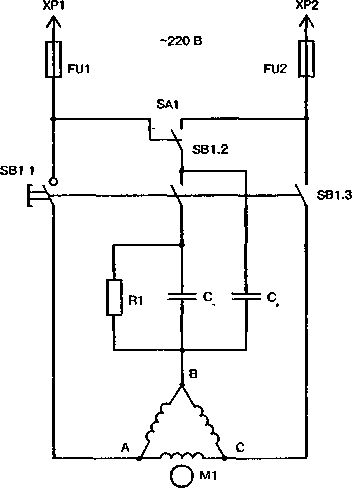 XP1 XP2
~220 В
FU1 FU2
SA1
SB1.2
SB1 1 SB1.3
R1 C C
B
A C
M1